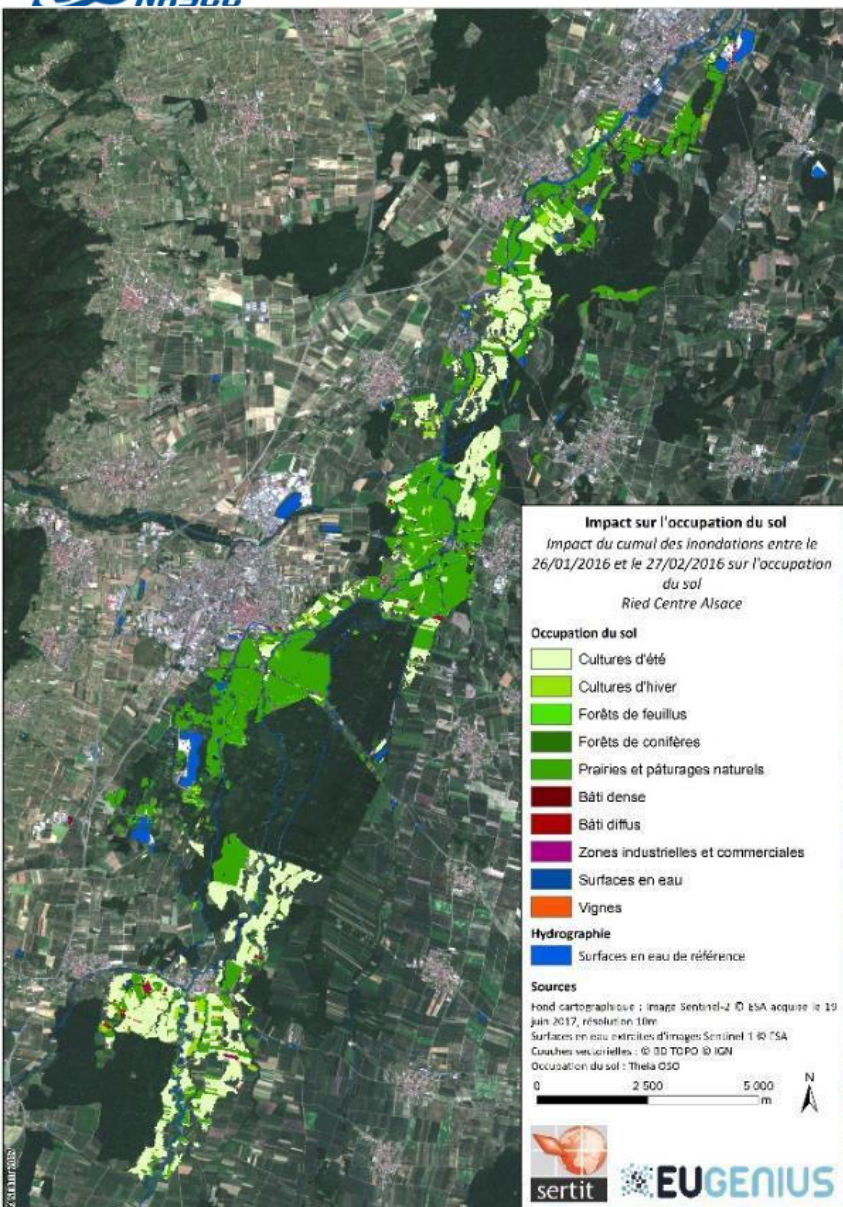 Impact sur l'occupation du sol
Impact du cumul des inondations entre le
26/01/2016 et le 27/02/2016 sur l'occupation
du sol
Ried Centre Alsace
Occupation du sol
Cultures d'été
Cultures d'hiver
Forêts de feuillus
Forêts de conifères
Prairies et pâturages naturels
Bâti dense
Bâti diffus
Zones industrielles et commerciales
Surfaces en eau
Vignes
Hydrographie
Surfaces en eau de référence
Sources
Fond cartographique : Image Sentinel-2 © ESA acquise le 19
juin 2017, résolution 10m
Surfaces en eau extraites d'images Sentinel 1 © ESA
Couches vectorielles : © BD TOPO © IGN
Occupation du sol : Theia OSO
0 2 500 5 000
m
N
sertit
EUGENIUS